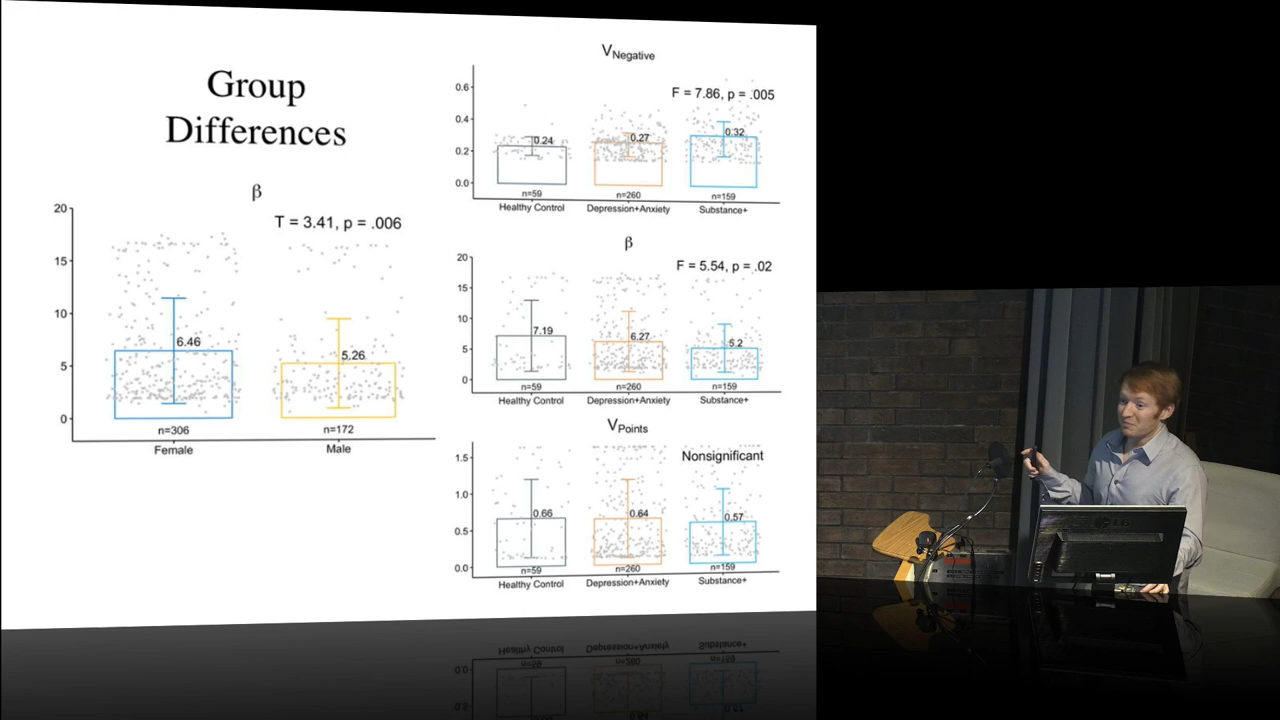 Group
Differences
β
T = 3.41, p = .006
20
15
10
5
0
6.46
5.26
n=306
n=172
Female
Male
VNegative
F = 7.86, p = .005
0.6
0.4
0.2
0.0
0.24
0.27
0.32
n=59
n=260
n=159
Healthy Control
Depression+Anxiety
Substance+
β
F = 5.54, p = .02
20
15
10
5
0
7.19
6.27
5.2
n=59
n=260
n=159
Healthy Control
Depression+Anxiety
Substance+
VPoints
Nonsignificant
1.5
1.0
0.5
0.0
0.66
0.64
0.57
n=59
n=260
n=159
Healthy Control
Depression+Anxiety
Substance+
LG